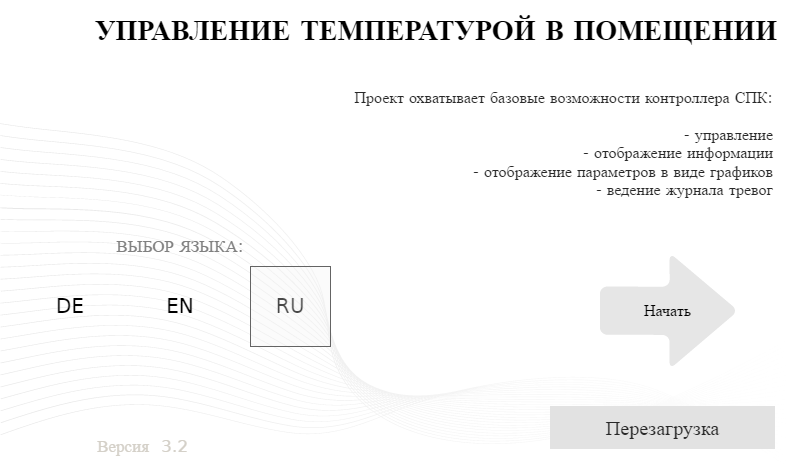 УПРАВЛЕНИЕ ТЕМПЕРАТУРОЙ В ПОМЕЩЕНИИ
Проект охватывает базовые возможности контроллера СПК:
- управление
- отображение информации
- отображение параметров в виде графиков
- ведение журнала тревог
ВЫБОР ЯЗЫКА:
DE EN RU
Начать
Перезагрузка
Версия 3.2